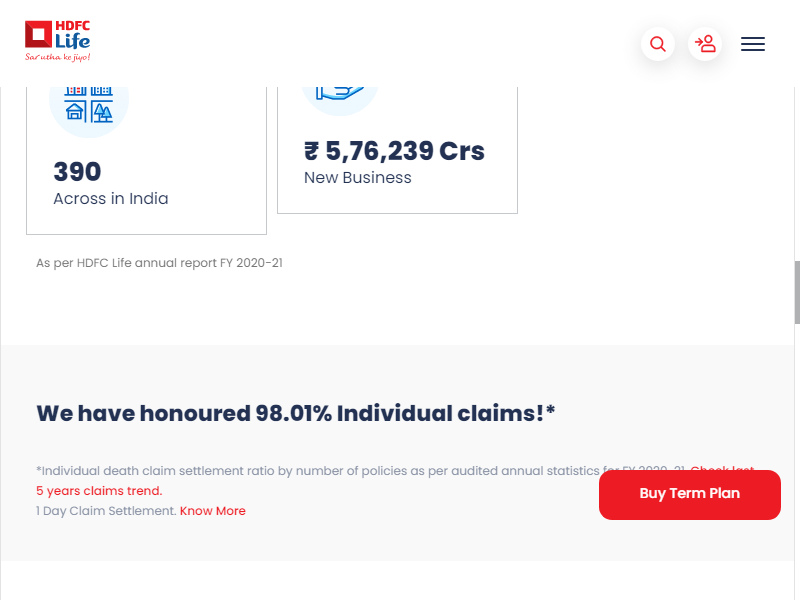 HDFC
Life
Sar utha ke jiyo!
390
Across in India
₹ 5,76,239 Crs
New Business
As per HDFC Life annual report FY 2020-21
We have honoured 98.01% Individual claims!*
*Individual death claim settlement ratio by number of policies as per audited annual statistics for FY 2020-21. Check last
5 years claims trend.
1 Day Claim Settlement. Know More
Buy Term Plan